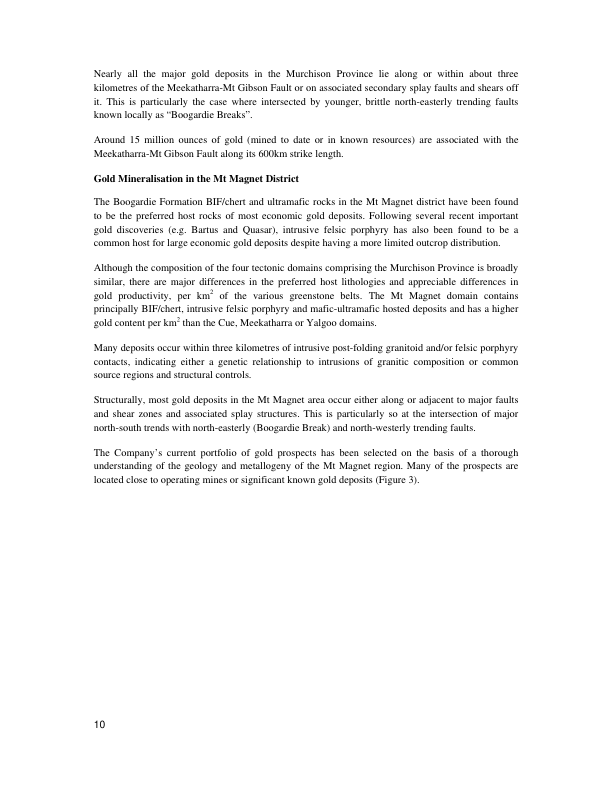 Nearly all the major gold deposits in the Murchison Province lie along or within about three
kilometres of the Meekatharra-Mt Gibson Fault or on associated secondary splay faults and shears off
it. This is particularly the case where intersected by younger, brittle north-easterly trending faults
known locally as “Boogardie Breaks”.
Around 15 million ounces of gold (mined to date or in known resources) are associated with the
Meekatharra-Mt Gibson Fault along its 600km strike length.
Gold Mineralisation in the Mt Magnet District
The Boogardie Formation BIF/chert and ultramafic rocks in the Mt Magnet district have been found
to be the preferred host rocks of most economic gold deposits. Following several recent important
gold discoveries (e.g. Bartus and Quasar), intrusive felsic porphyry has also been found to be a
common host for large economic gold deposits despite having a more limited outcrop distribution.
Although the composition of the four tectonic domains comprising the Murchison Province is broadly
similar, there are major differences in the preferred host lithologies and appreciable differences in
gold productivity, per km² of the various greenstone belts. The Mt Magnet domain contains
principally BIF/chert, intrusive felsic porphyry and mafic-ultramafic hosted deposits and has a higher
gold content per km² than the Cue, Meekatharra or Yalgoo domains.
Many deposits occur within three kilometres of intrusive post-folding granitoid and/or felsic porphyry
contacts, indicating either a genetic relationship to intrusions of granitic composition or common
source regions and structural controls.
Structurally, most gold deposits in the Mt Magnet area occur either along or adjacent to major faults
and shear zones and associated splay structures. This is particularly so at the intersection of major
north-south trends with north-easterly (Boogardie Break) and north-westerly trending faults.
The Company’s current portfolio of gold prospects has been selected on the basis of a thorough
understanding of the geology and metallogeny of the Mt Magnet region. Many of the prospects are
located close to operating mines or significant known gold deposits (Figure 3).
10